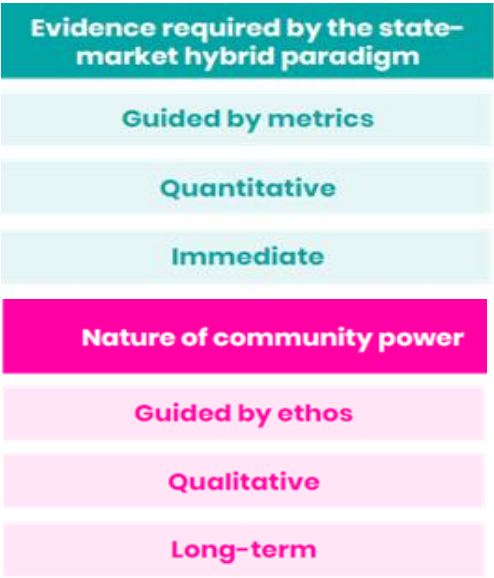 Evidence required by the state-
market hybrid paradigm
Guided by metrics
Quantitative
Immediate
Nature of community power
Guided by ethos
Qualitative
Long-term